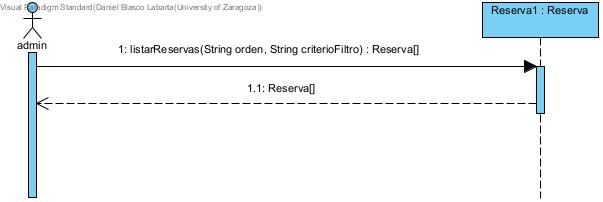 Visual Paradigm Standard(Daniel Blasco Labarta(University of Zaragoza))
Reserva1 : Reserva
admin
1: listarReservas(String orden, String criterioFiltro) : Reserva[]
1.1: Reserva[]